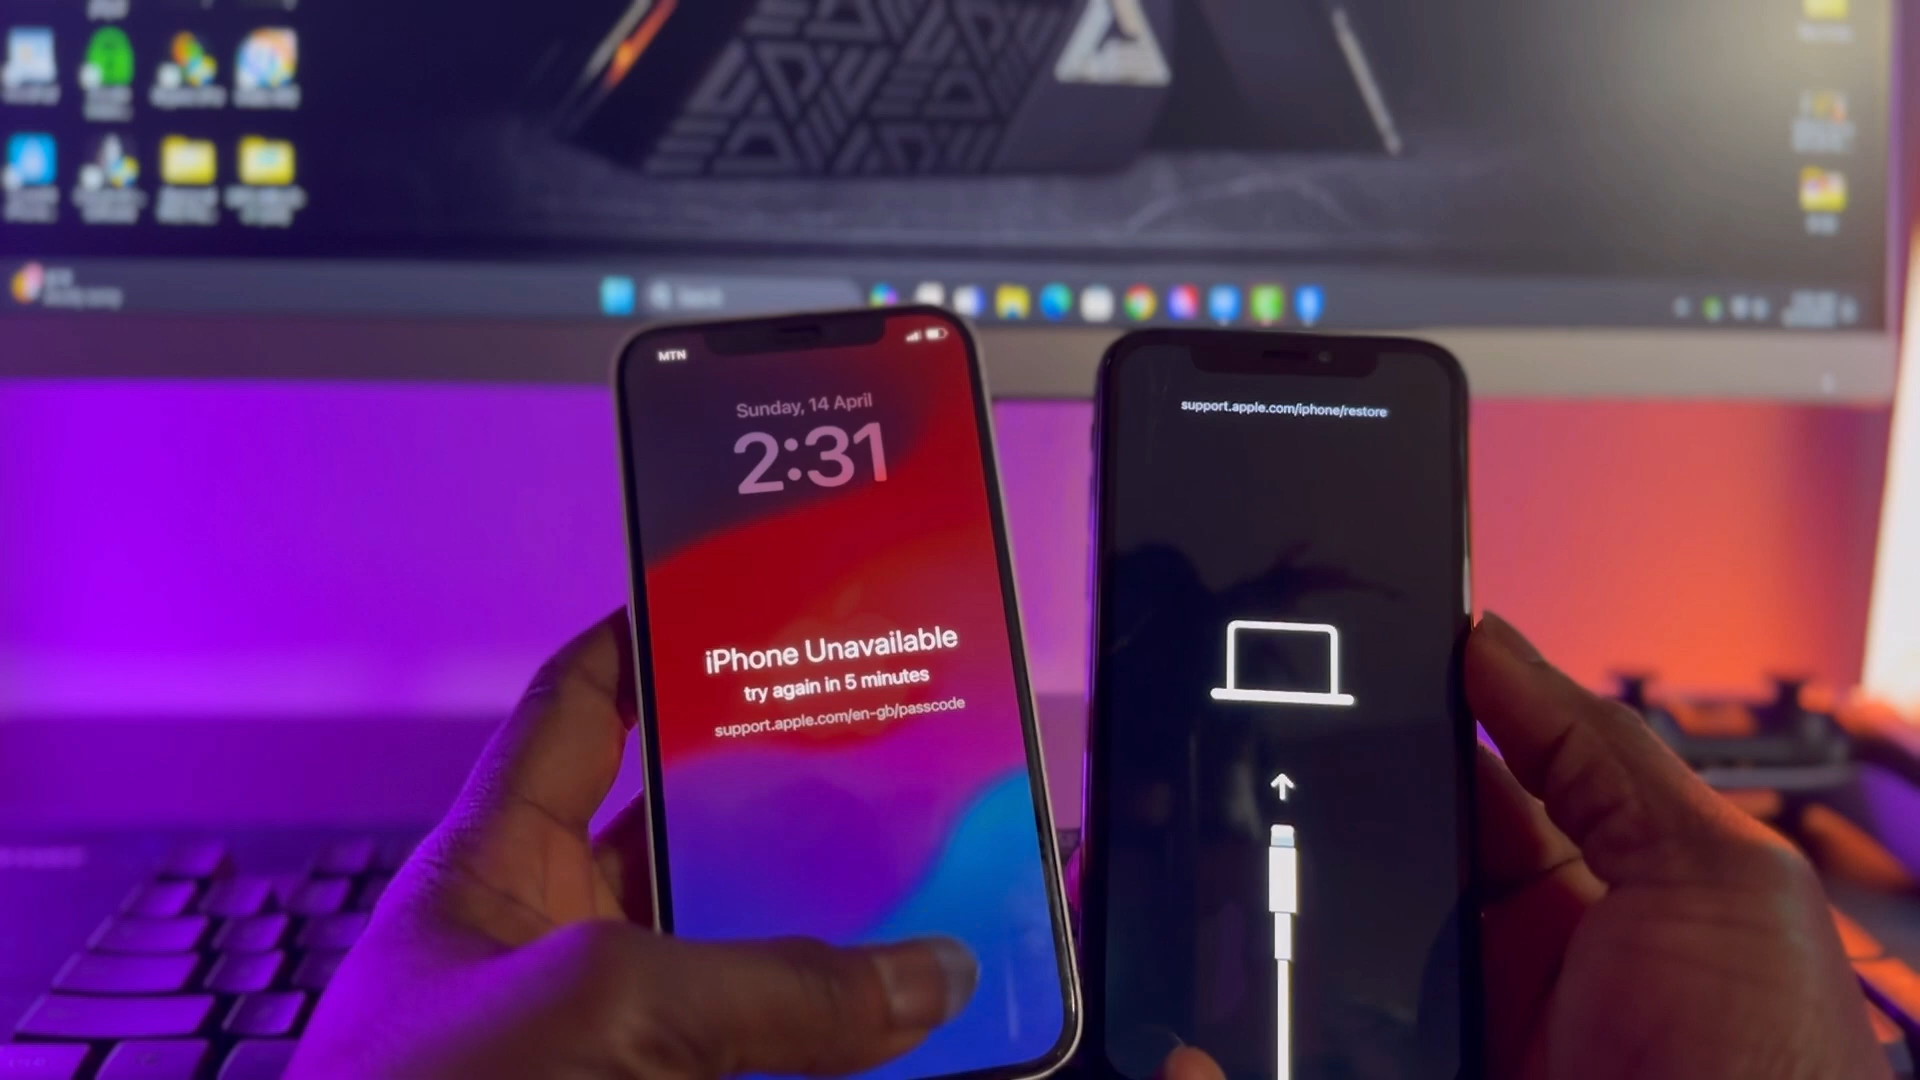 Search
MTN
Sunday, 14 April
2:31
iPhone Unavailable
try again in 5 minutes
support.apple.com/en-gb/passcode
support.apple.com/iphone/restore